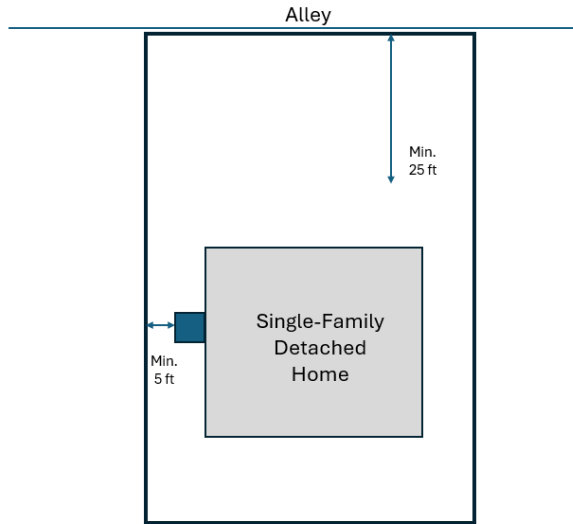 Alley
Min.
25 ft
Single-Family
Detached
Home
Min.
5 ft